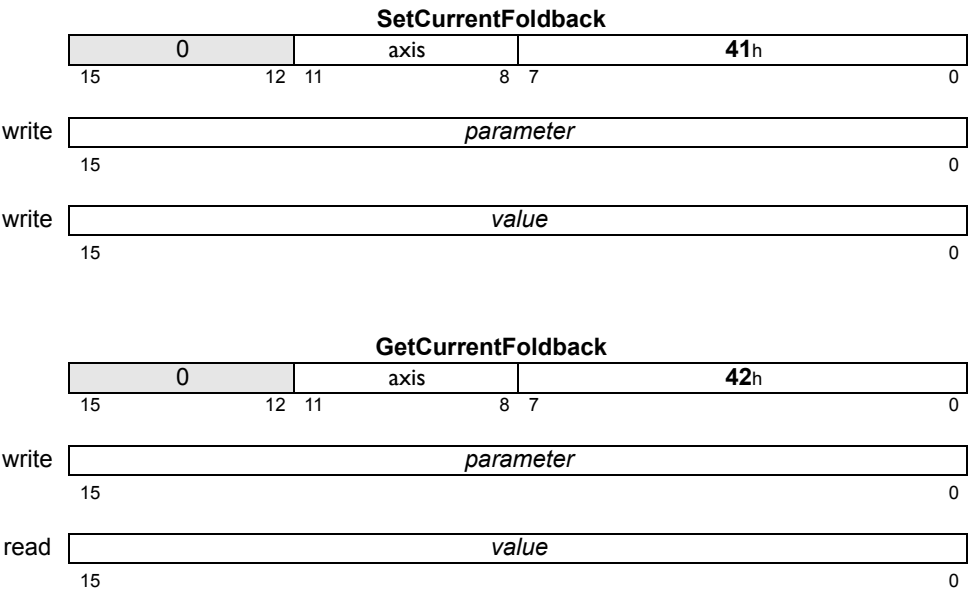 SetCurrentFoldback
0 axis 41h
15 12 11 8 7 0
write parameter
15 0
write value
15 0
GetCurrentFoldback
0 axis 42h
15 12 11 8 7 0
write parameter
15 0
read value
15 0